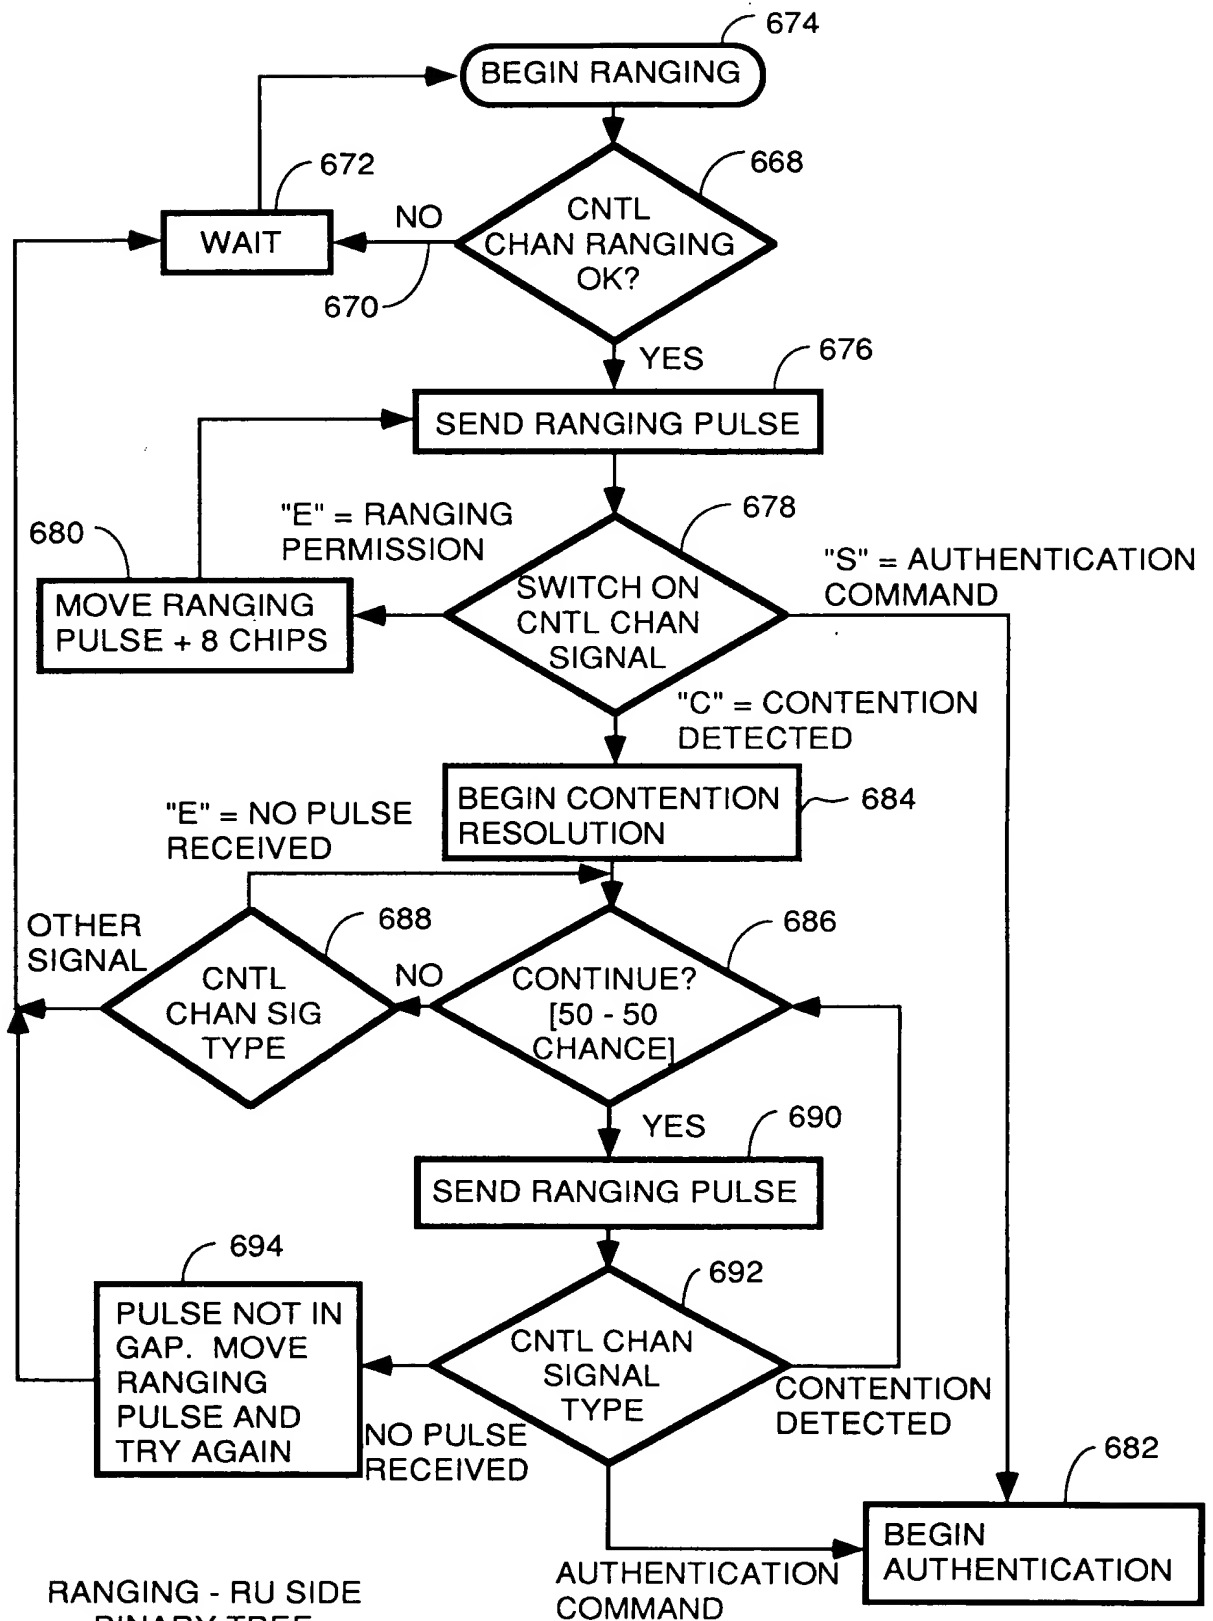 674
BEGIN RANGING
672
668
WAIT
NO
CNTL
CHAN RANGING
OK?
670
YES
676
SEND RANGING PULSE
"E" = RANGING
PERMISSION
678
680
"S" = AUTHENTICATION
COMMAND
MOVE RANGING
PULSE + 8 CHIPS
SWITCH ON
CNTL CHAN
SIGNAL
"C" = CONTENTION
DETECTED
BEGIN CONTENTION
RESOLUTION
684
"E" = NO PULSE
RECEIVED
OTHER
SIGNAL
688
686
CNTL
CHAN SIG
TYPE
NO
CONTINUE?
[50 - 50
CHANCE]
YES
690
SEND RANGING PULSE
694
692
PULSE NOT IN
GAP. MOVE
RANGING
PULSE AND
TRY AGAIN
CNTL CHAN
SIGNAL
TYPE
CONTENTION
DETECTED
NO PULSE
RECEIVED
682
BEGIN
AUTHENTICATION
AUTHENTICATION
COMMAND
RANGING - RU SIDE
BINARY TREE